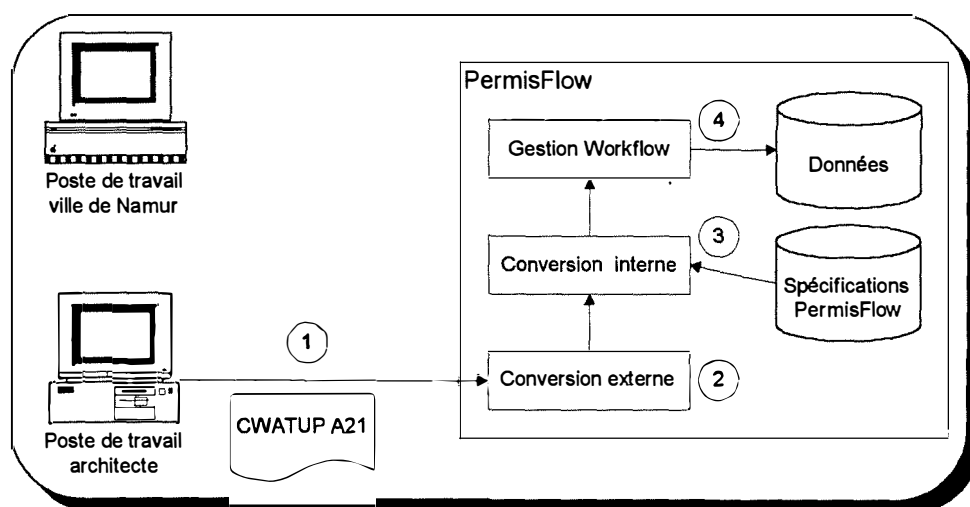 PermisFlow
4
Gestion Workflow
Données
Poste de travail
ville de Namur
3
Conversion interne
Spécifications
PermisFlow
1
Conversion externe
2
CWATUP A21
Poste de travail
architecte